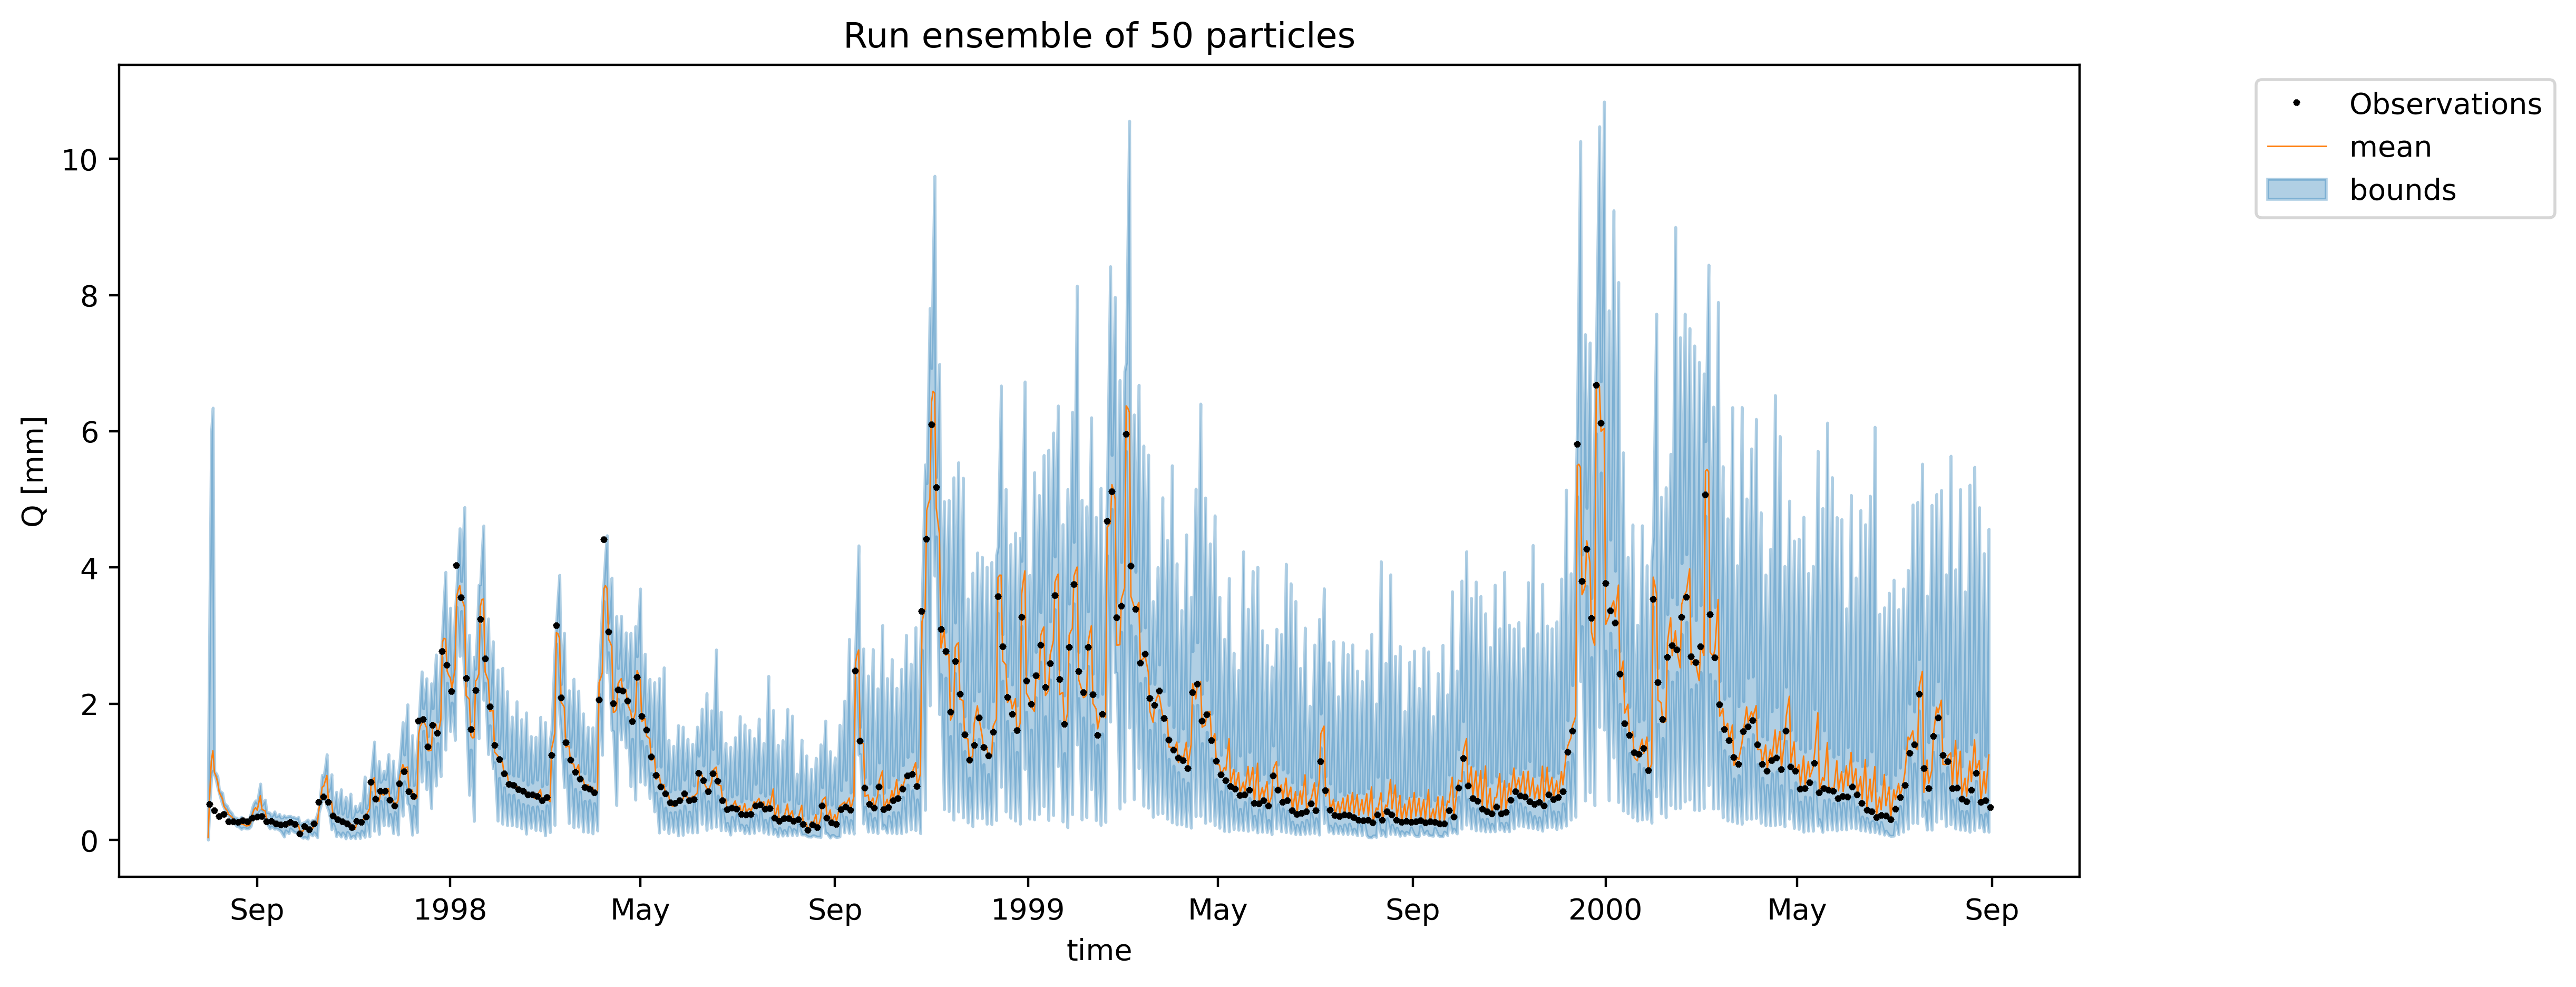 Run ensemble of 50 particles
Observations
mean
bounds
10
8
6
4
2
0
Q [mm]
Sep 1998 May Sep 1999 May Sep 2000 May Sep
time